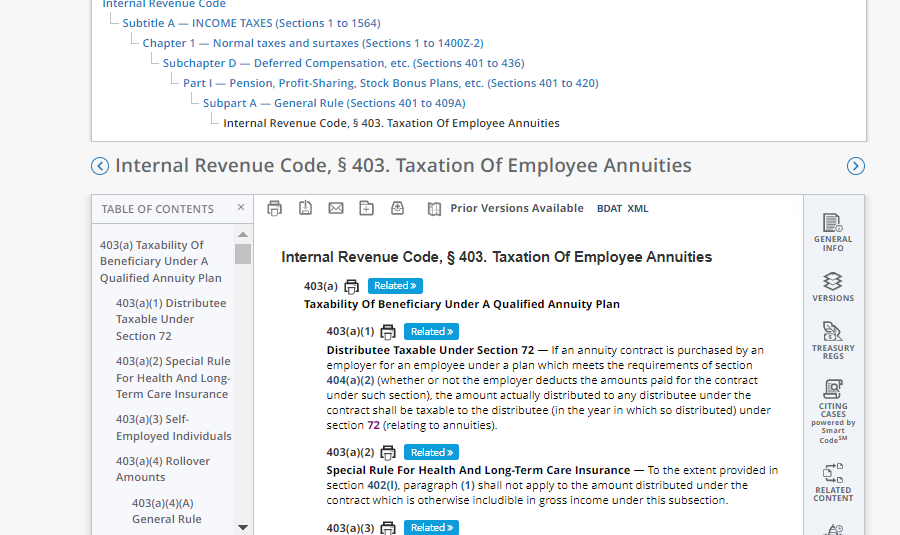 Internal Revenue Code
Subtitle A — INCOME TAXES (Sections 1 to 1564)
Chapter 1 — Normal taxes and surtaxes (Sections 1 to 1400Z-2)
Subchapter D — Deferred Compensation, etc. (Sections 401 to 436)
Part I — Pension, Profit-Sharing, Stock Bonus Plans, etc. (Sections 401 to 420)
Subpart A — General Rule (Sections 401 to 409A)
Internal Revenue Code, § 403. Taxation Of Employee Annuities
Internal Revenue Code, § 403. Taxation Of Employee Annuities
TABLE OF CONTENTS ×
403(a) Taxability Of
Beneficiary Under A
Qualified Annuity Plan
403(a)(1) Distributee
Taxable Under
Section 72
403(a)(2) Special Rule
For Health And Long-
Term Care Insurance
403(a)(3) Self-
Employed Individuals
403(a)(4) Rollover
Amounts
403(a)(4)(A)
General Rule
Prior Versions Available BDAT XML
Internal Revenue Code, § 403. Taxation Of Employee Annuities
403(a) Related »
Taxability Of Beneficiary Under A Qualified Annuity Plan
403(a)(1) Related »
Distributee Taxable Under Section 72 — If an annuity contract is purchased by an
employer for an employee under a plan which meets the requirements of section
404(a)(2) (whether or not the employer deducts the amounts paid for the contract
under such section), the amount actually distributed to any distributee under the
contract shall be taxable to the distributee (in the year in which so distributed) under
section 72 (relating to annuities).
403(a)(2) Related »
Special Rule For Health And Long-Term Care Insurance — To the extent provided in
section 402(l), paragraph (1) shall not apply to the amount distributed under the
contract which is otherwise includible in gross income under this subsection.
403(a)(3) Related »
GENERAL
INFO
VERSIONS
TREASURY
REGS
CITING
CASES
powered by
Smart
Code℠
RELATED
CONTENT